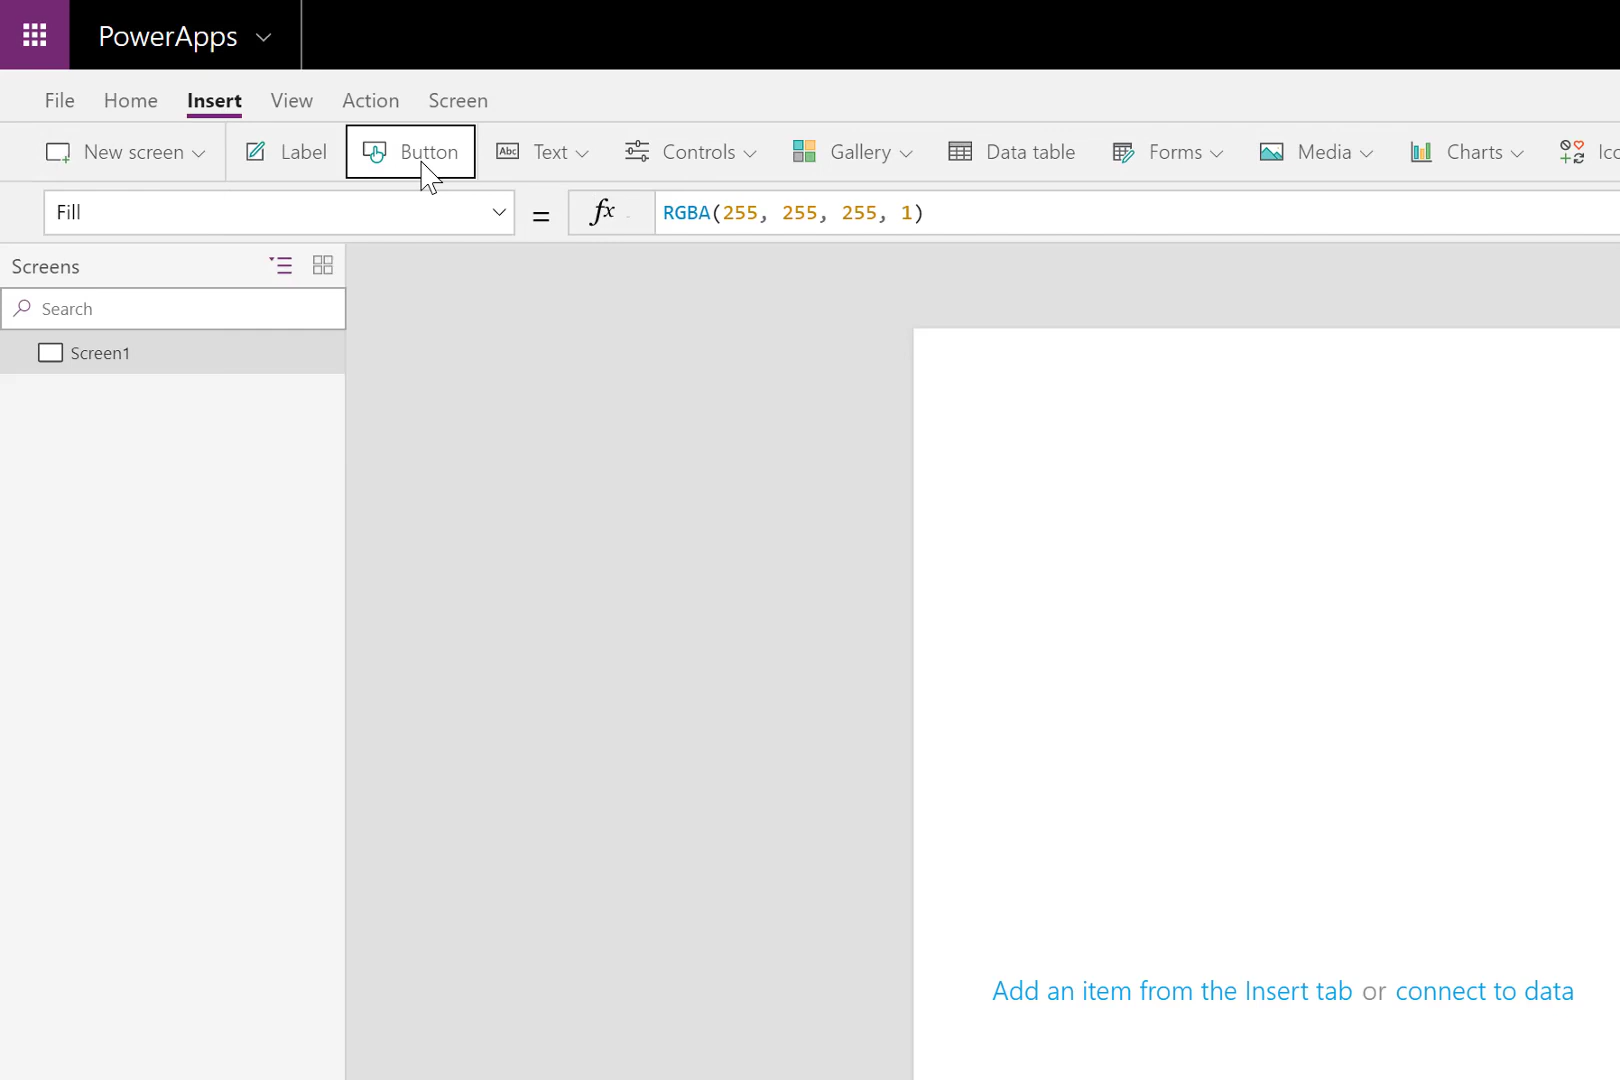 PowerApps
File Home Insert View Action Screen
New screen Label Button Abc Text Controls Gallery Data table Forms Media Charts
Fill = fx RGBA(255, 255, 255, 1)
Screens
Search
Screen1
Add an item from the Insert tab or connect to data